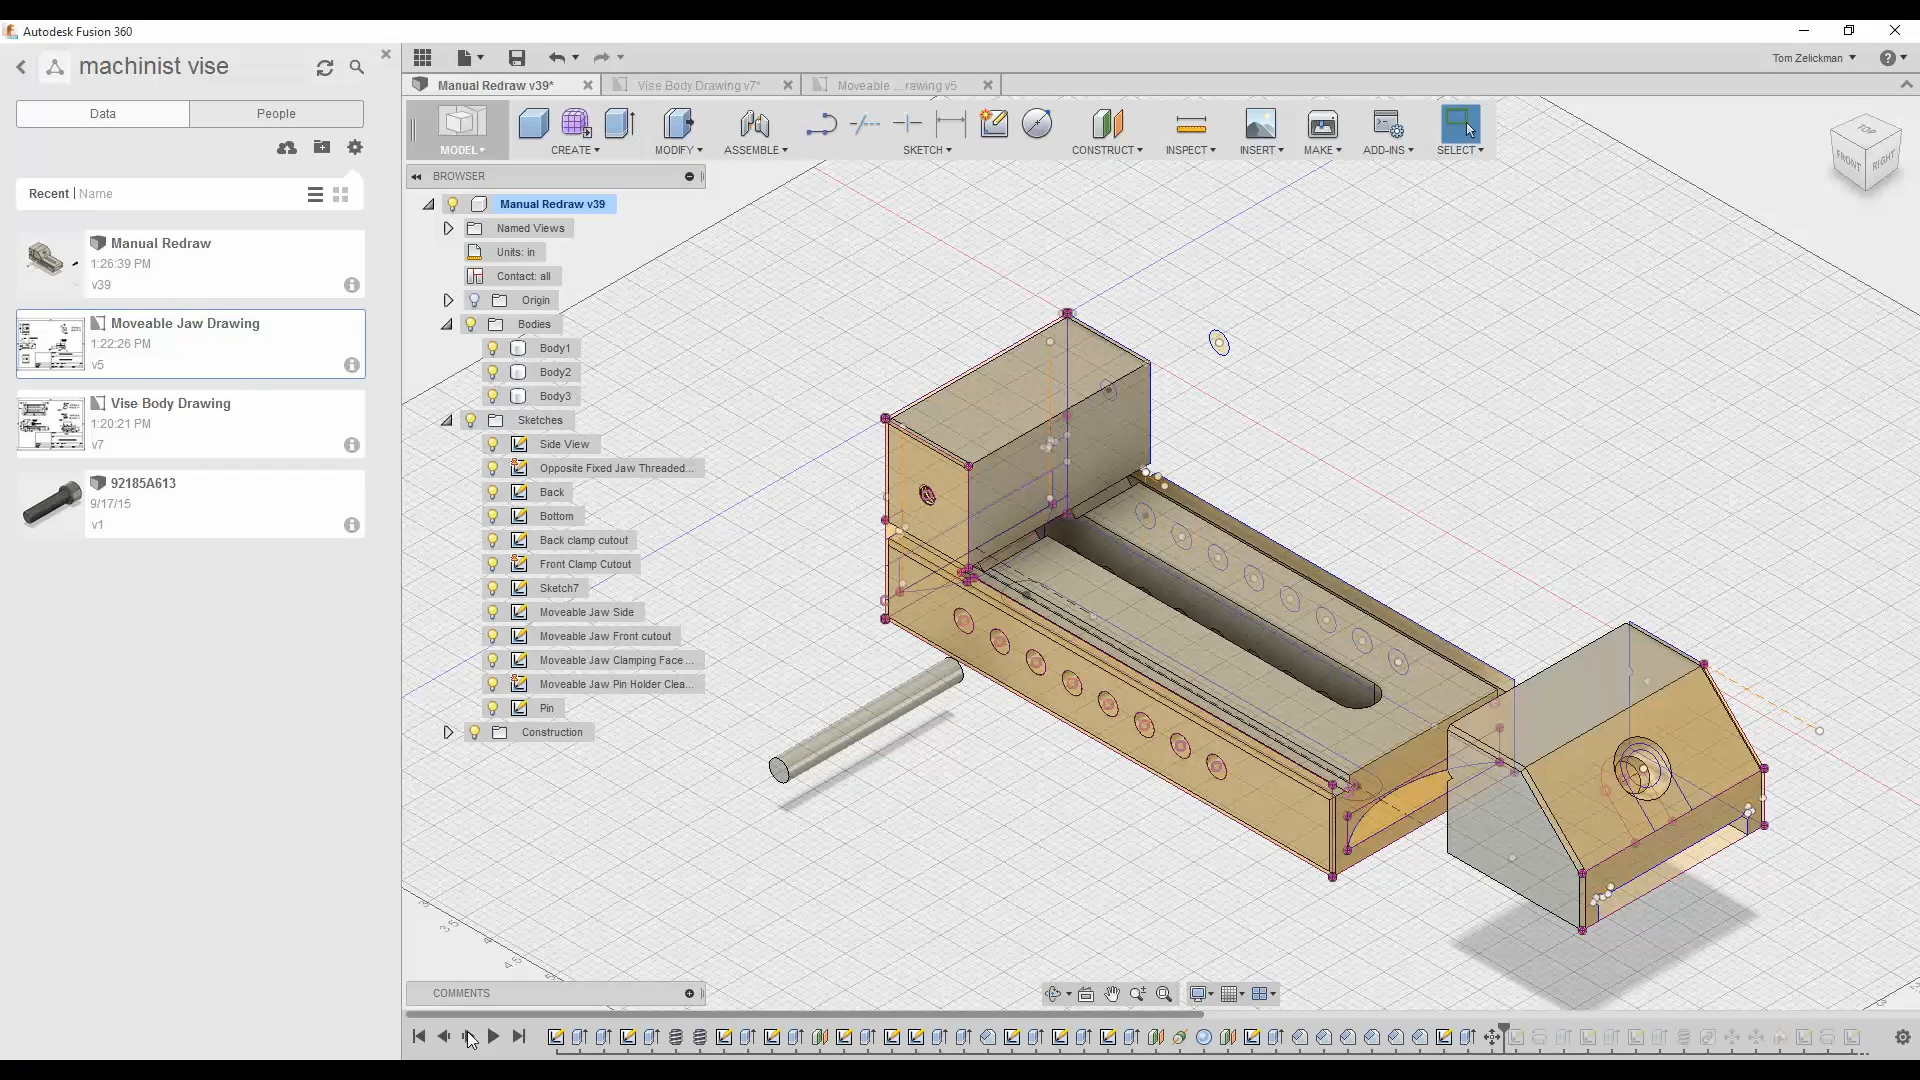 Autodesk Fusion 360
machinist vise
Data
People
Recent | Name
Manual Redraw
1:26:39 PM
v39
Moveable Jaw Drawing
1:22:26 PM
v5
Vise Body Drawing
1:20:21 PM
v7
92185A613
9/17/15
v1
Tom Zelickman
Manual Redraw v39*
Vise Body Drawing v7*
Moveable ...rawing v5
MODEL
CREATE
MODIFY
ASSEMBLE
SKETCH
CONSTRUCT
INSPECT
INSERT
MAKE
ADD-INS
SELECT
TOP
FRONT
RIGHT
BROWSER
Manual Redraw v39
Named Views
Units: in
Contact: all
Origin
Bodies
Body1
Body2
Body3
Sketches
Side View
Opposite Fixed Jaw Threaded...
Back
Bottom
Back clamp cutout
Front Clamp Cutout
Sketch7
Moveable Jaw Side
Moveable Jaw Front cutout
Moveable Jaw Clamping Face ...
Moveable Jaw Pin Holder Clea...
Pin
Construction
3.5
4
4.5
COMMENTS